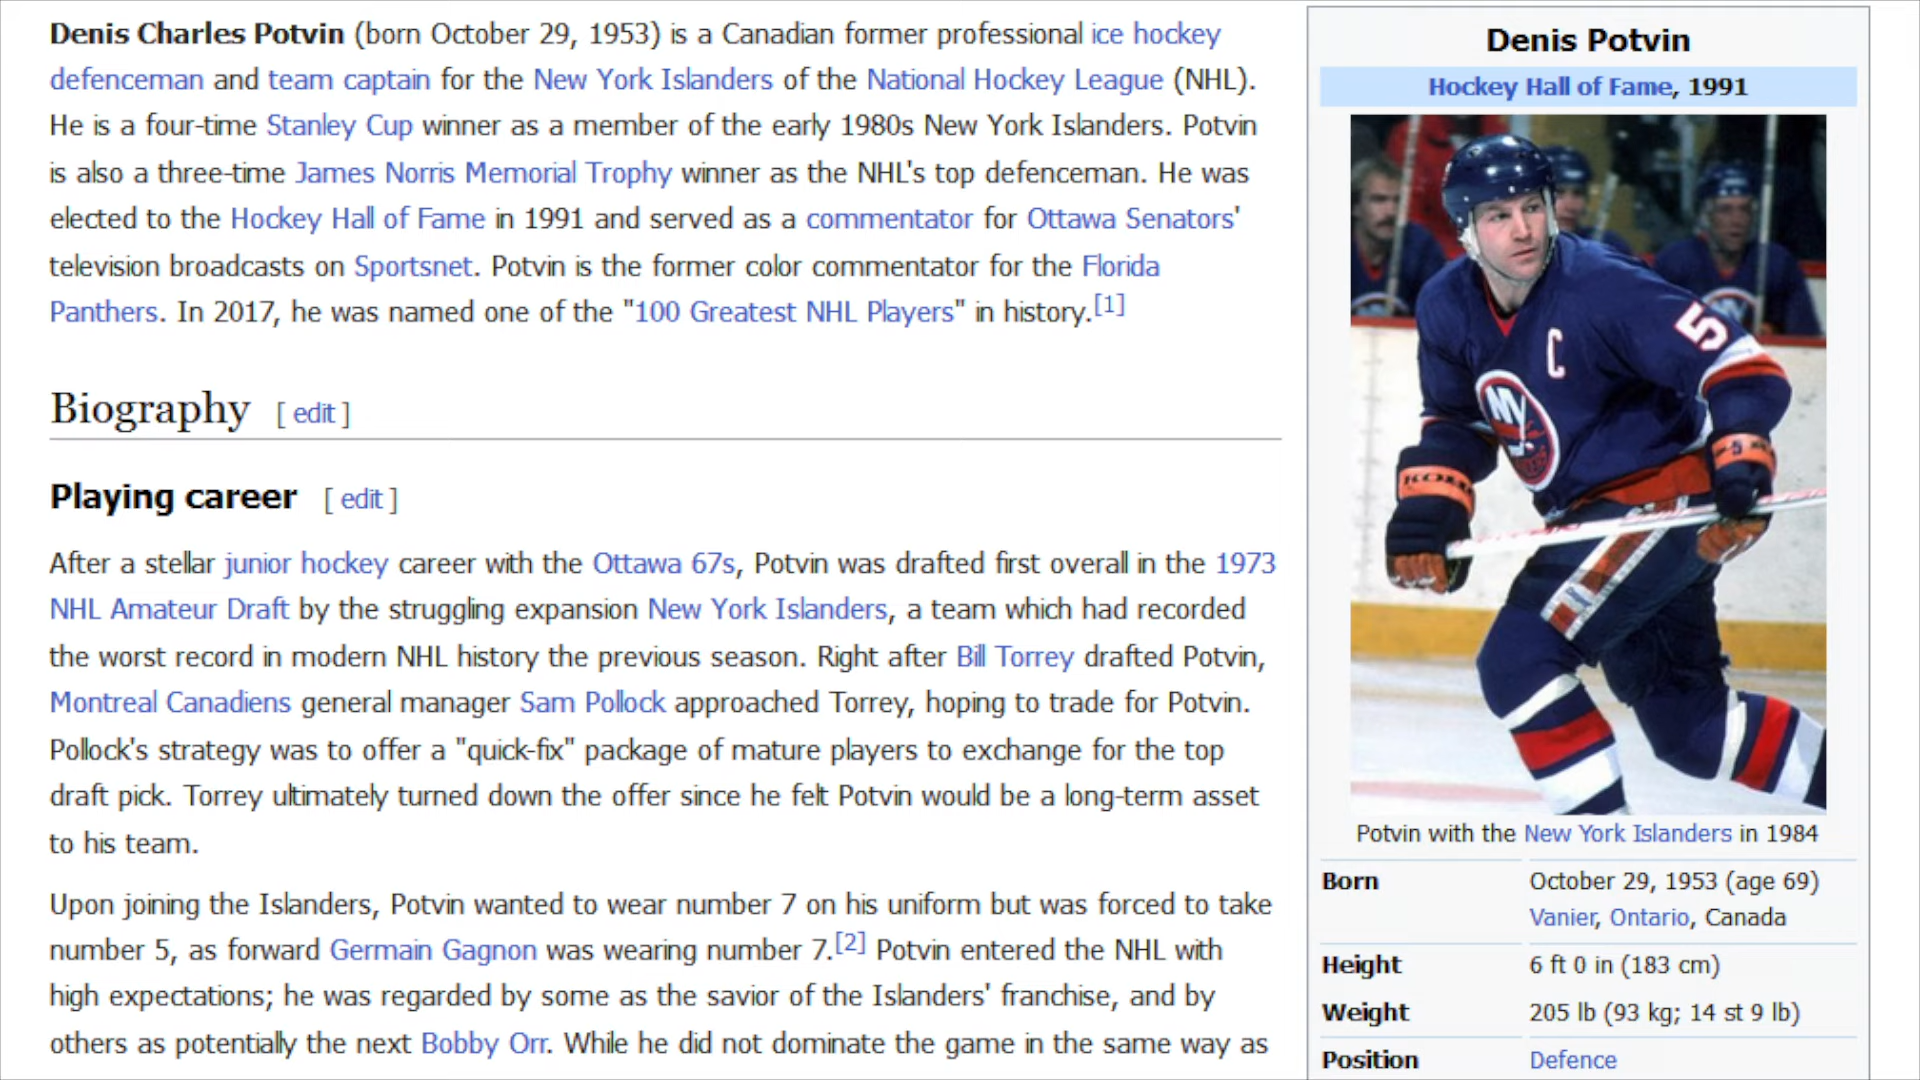 Denis Charles Potvin (born October 29, 1953) is a Canadian former professional ice hockey
defenceman and team captain for the New York Islanders of the National Hockey League (NHL).
He is a four-time Stanley Cup winner as a member of the early 1980s New York Islanders. Potvin
is also a three-time James Norris Memorial Trophy winner as the NHL's top defenceman. He was
elected to the Hockey Hall of Fame in 1991 and served as a commentator for Ottawa Senators'
television broadcasts on Sportsnet. Potvin is the former color commentator for the Florida
Panthers. In 2017, he was named one of the "100 Greatest NHL Players" in history.[1]
Biography [ edit ]
Playing career [ edit ]
After a stellar junior hockey career with the Ottawa 67s, Potvin was drafted first overall in the 1973
NHL Amateur Draft by the struggling expansion New York Islanders, a team which had recorded
the worst record in modern NHL history the previous season. Right after Bill Torrey drafted Potvin,
Montreal Canadiens general manager Sam Pollock approached Torrey, hoping to trade for Potvin.
Pollock's strategy was to offer a "quick-fix" package of mature players to exchange for the top
draft pick. Torrey ultimately turned down the offer since he felt Potvin would be a long-term asset
to his team.
Upon joining the Islanders, Potvin wanted to wear number 7 on his uniform but was forced to take
number 5, as forward Germain Gagnon was wearing number 7.[2] Potvin entered the NHL with
high expectations; he was regarded by some as the savior of the Islanders' franchise, and by
others as potentially the next Bobby Orr. While he did not dominate the game in the same way as
Denis Potvin
Hockey Hall of Fame, 1991
C
5
NY
5
Potvin with the New York Islanders in 1984
Born October 29, 1953 (age 69)
Vanier, Ontario, Canada
Height 6 ft 0 in (183 cm)
Weight 205 lb (93 kg; 14 st 9 lb)
Position Defence